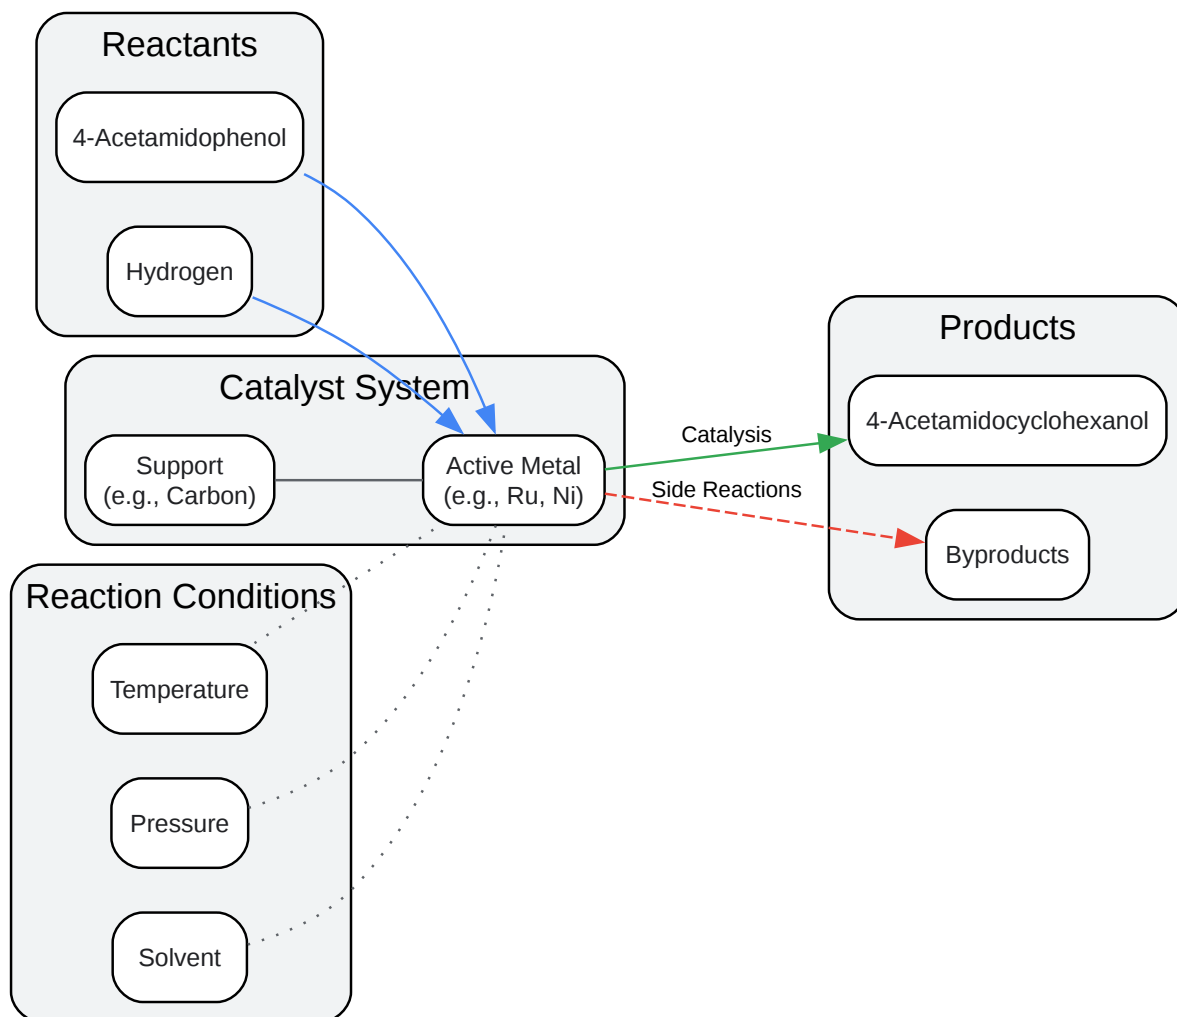 Reactants
4-Acetamidophenol
Hydrogen
Catalyst System
Support
(e.g., Carbon)
Active Metal
(e.g., Ru, Ni)
Catalysis
Side Reactions
Products
4-Acetamidocyclohexanol
Byproducts
Reaction Conditions
Temperature
Pressure
Solvent